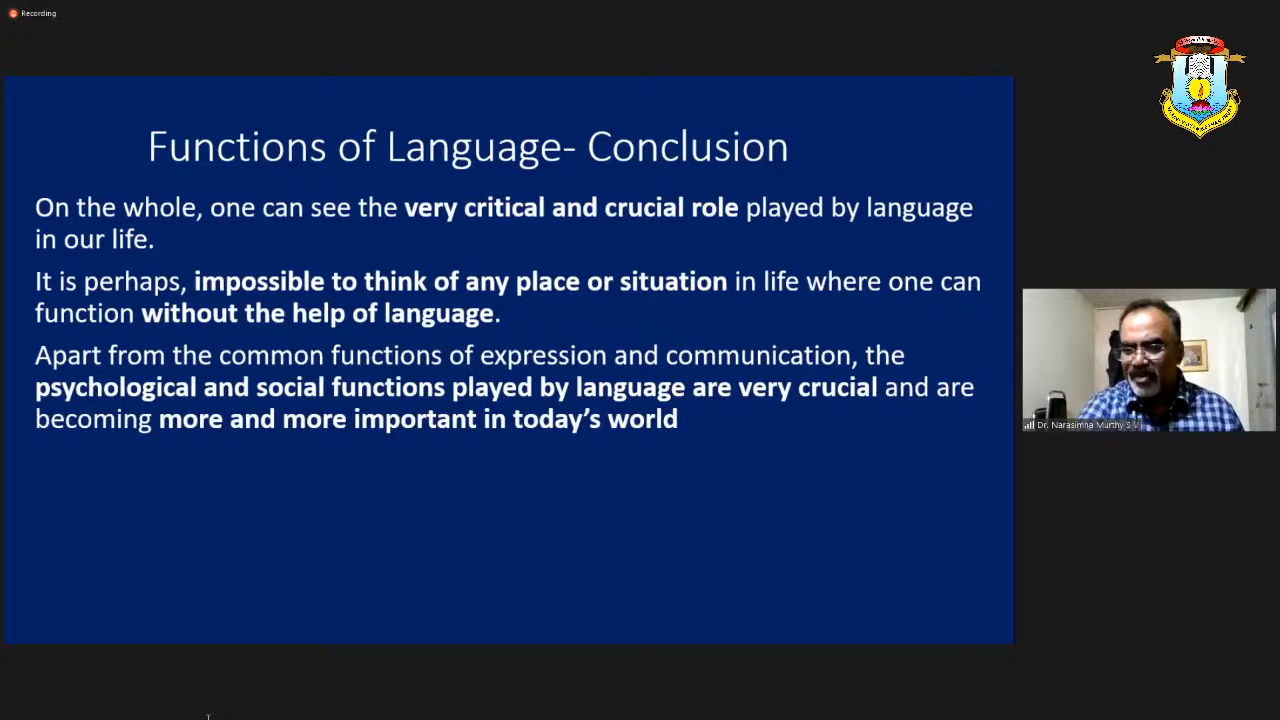 Recording
Functions of Language- Conclusion
On the whole, one can see the very critical and crucial role played by language
in our life.
It is perhaps, impossible to think of any place or situation in life where one can
function without the help of language.
Apart from the common functions of expression and communication, the
psychological and social functions played by language are very crucial and are
becoming more and more important in today’s world
Dr. Narasimha Murthy S V